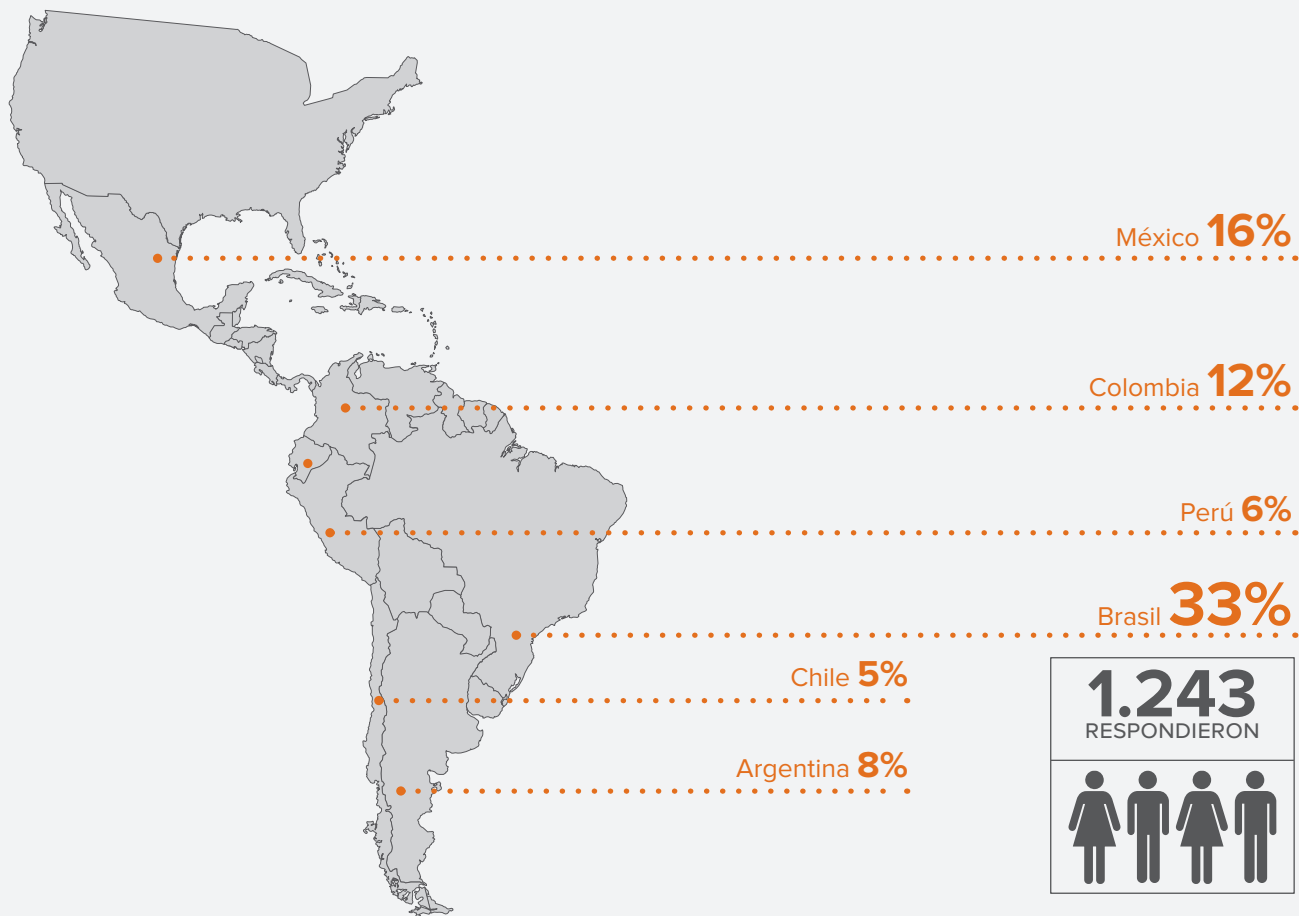 México 16%
Colombia 12%
Perú 6%
Brasil 33%
Chile 5%
Argentina 8%
1.243
RESPONDIERON